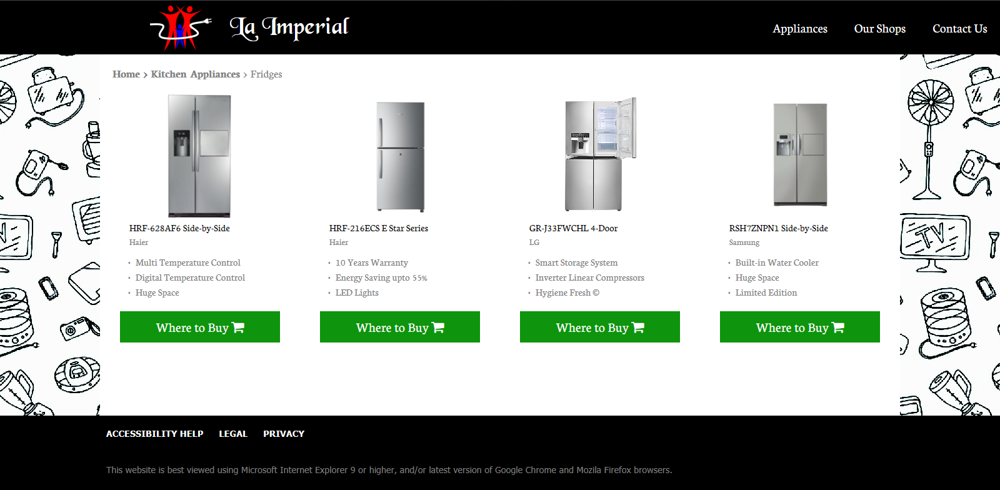 La Imperial
Appliances Our Shops Contact Us
Home > Kitchen Appliances > Fridges
HRF-628AF6 Side-by-Side
Haier
• Multi Temperature Control
• Digital Temperature Control
• Huge Space
Where to Buy
HRF-216ECS E Star Series
Haier
• 10 Years Warranty
• Energy Saving upto 55%
• LED Lights
Where to Buy
GR-J33FWCHL 4-Door
LG
• Smart Storage System
• Inverter Linear Compressors
• Hygiene Fresh ©
Where to Buy
RSH7ZNPN1 Side-by-Side
Samsung
• Built-in Water Cooler
• Huge Space
• Limited Edition
Where to Buy
TV
ACCESSIBILITY HELP LEGAL PRIVACY
This website is best viewed using Microsoft Internet Explorer 9 or higher, and/or latest version of Google Chrome and Mozila Firefox browsers.